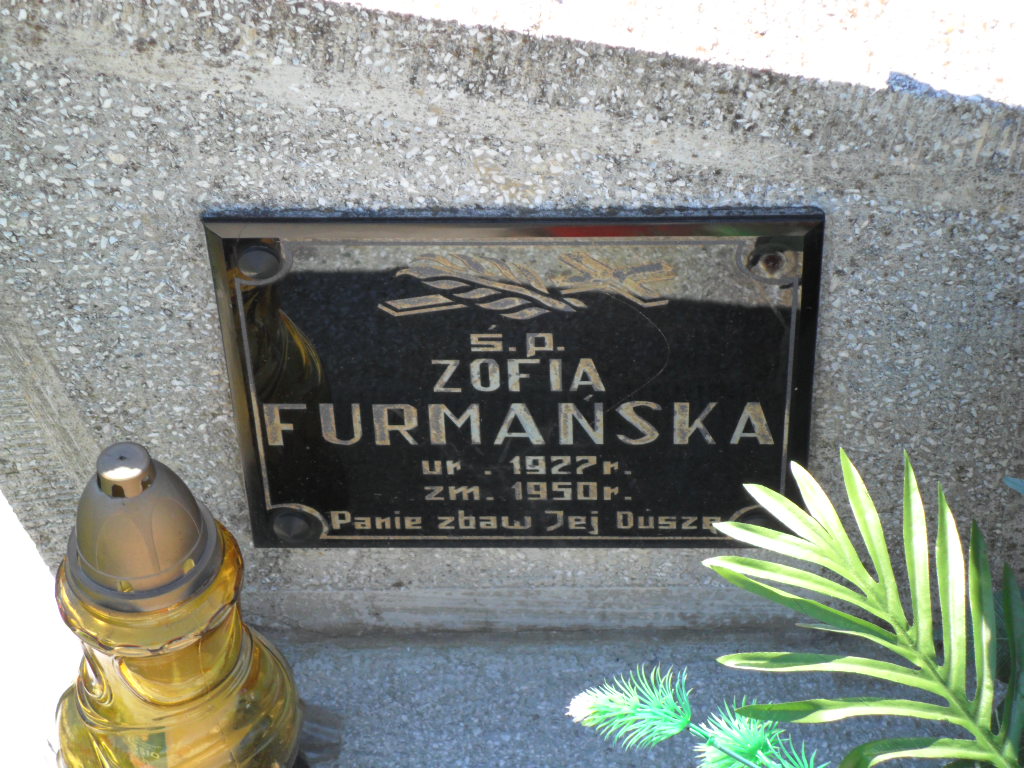 ś.p.
ZOFIA
FURMAŃSKA
ur. 1927r.
zm. 1950r.
Panie zbaw Jej Duszę